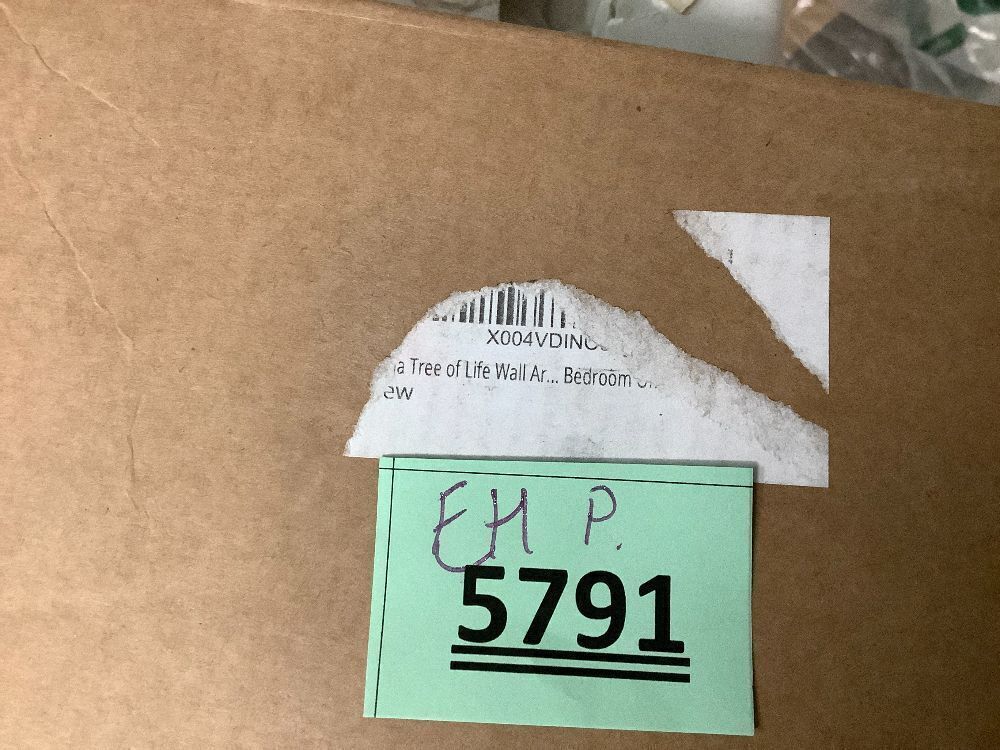 X004VDIN
a Tree of Life Wall Ar... Bedroom
ew
EH P.
5791